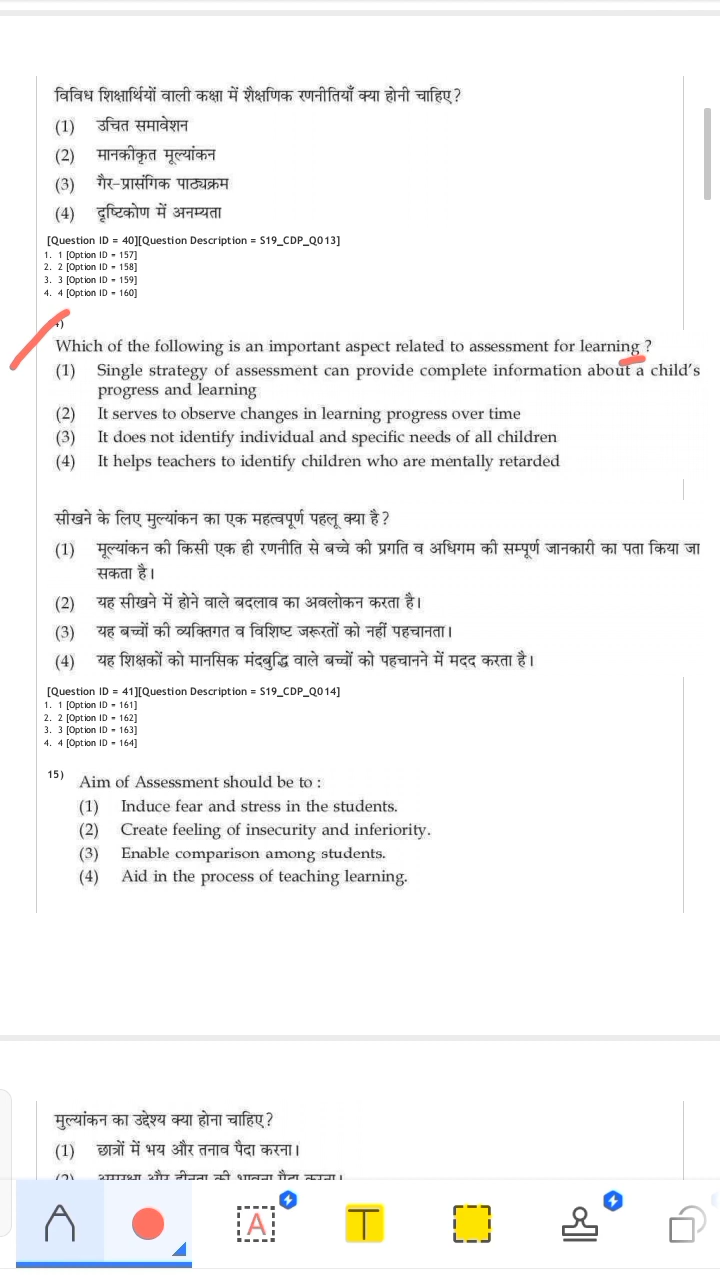 विविध शिक्षार्थियों वाली कक्षा में शैक्षणिक रणनीतियाँ क्या होनी चाहिए?
(1) उचित समावेशन
(2) मानकीकृत मूल्यांकन
(3) गैर-प्रासंगिक पाठ्यक्रम
(4) दृष्टिकोण में अनम्यता
[Question ID = 40][Question Description = S19_CDP_Q013]
1. 1 [Option ID = 157]
2. 2 [Option ID = 158]
3. 3 [Option ID = 159]
4. 4 [Option ID = 160]
Which of the following is an important aspect related to assessment for learning ?
(1) Single strategy of assessment can provide complete information about a child's
progress and learning
(2) It serves to observe changes in learning progress over time
(3) It does not identify individual and specific needs of all children
(4) It helps teachers to identify children who are mentally retarded
सीखने के लिए मुल्यांकन का एक महत्वपूर्ण पहलू क्या है?
(1) मूल्यांकन की किसी एक ही रणनीति से बच्चे की प्रगति व अधिगम की सम्पूर्ण जानकारी का पता किया जा
सकता है।
(2) यह सीखने में होने वाले बदलाव का अवलोकन करता है।
(3) यह बच्चों की व्यक्तिगत व विशिष्ट जरूरतों को नहीं पहचानता।
(4) यह शिक्षकों को मानसिक मंदबुद्धि वाले बच्चों को पहचानने में मदद करता है।
[Question ID = 41][Question Description = S19_CDP_Q014]
1. 1 [Option ID = 161]
2. 2 [Option ID = 162]
3. 3 [Option ID = 163]
4. 4 [Option ID = 164]
15) Aim of Assessment should be to :
(1) Induce fear and stress in the students.
(2) Create feeling of insecurity and inferiority.
(3) Enable comparison among students.
(4) Aid in the process of teaching learning.
मुल्यांकन का उद्देश्य क्या होना चाहिए?
(1) छात्रों में भय और तनाव पैदा करना।
A T